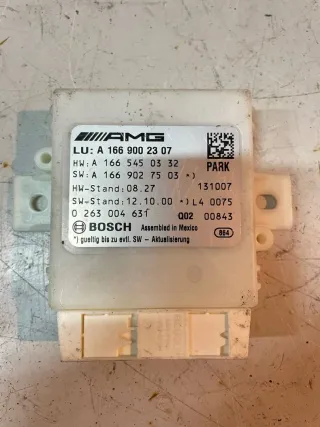 AMG
LU: A 166 900 23 07
HW: A 166 545 03 32 PARK
SW: A 166 902 75 03 *)
HW-Stand: 08.27 131007
SW-Stand: 12.10.00 *) L4 0075
0 263 004 631 Q02 00843
BOSCH Assembled in Mexico 864
*) gueltig bis zu evtl. SW - Aktualisierung